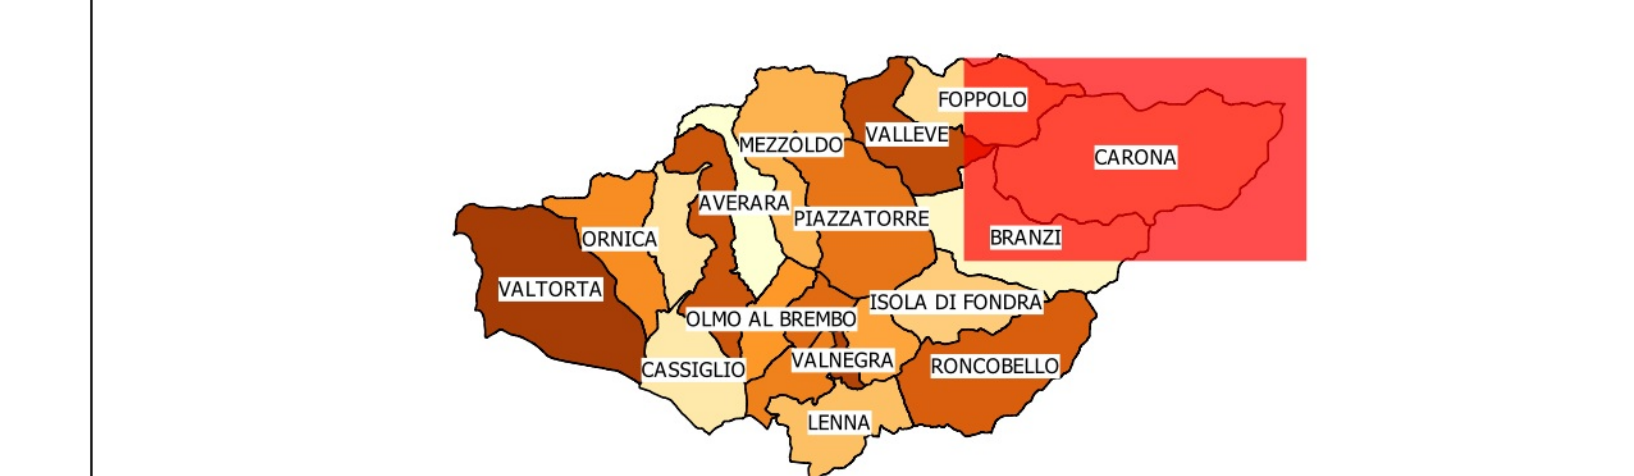 FOPPOLO
VALLEVE
MEZZOLDO
CARONA
AVERARA
PIAZZATORRE
ORNICA
BRANZI
VALTORTA
ISOLA DI FONDRA
OLMO AL BREMBO
VALNEGRA
RONCOBELLO
CASSIGLIO
LENNA